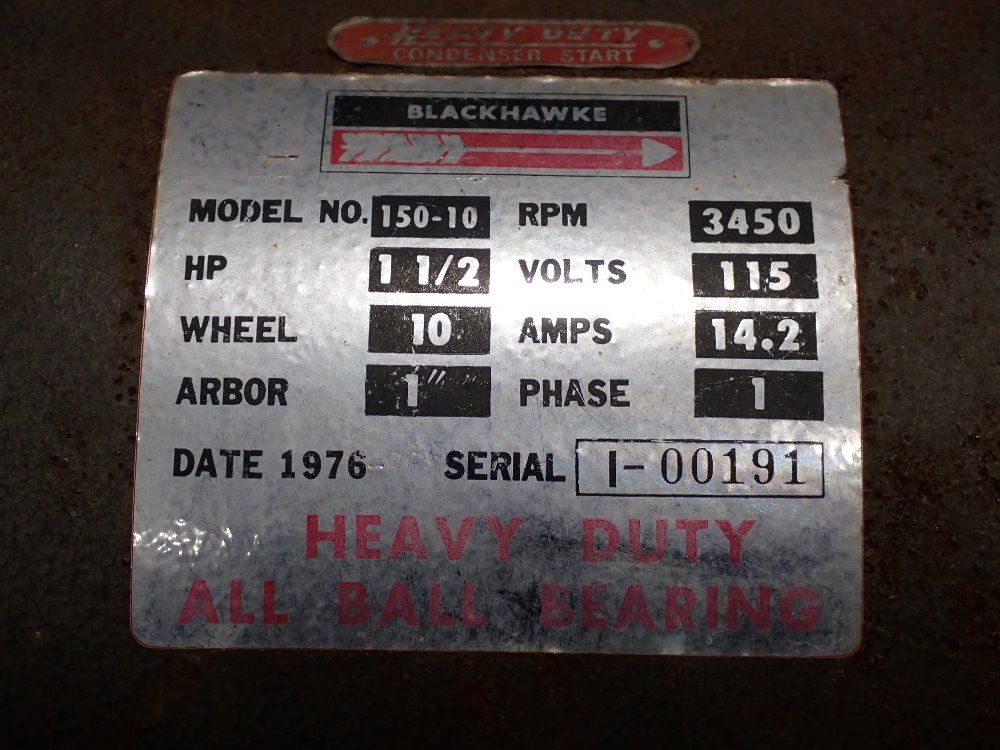 HEAVY DUTY
CONDENSER START
BLACKHAWKE
MODEL NO. 150-10 RPM 3450
HP 1 1/2 VOLTS 115
WHEEL 10 AMPS 14.2
ARBOR 1" PHASE 1
DATE 1976 SERIAL I-00191
HEAVY DUTY
ALL BALL BEARING